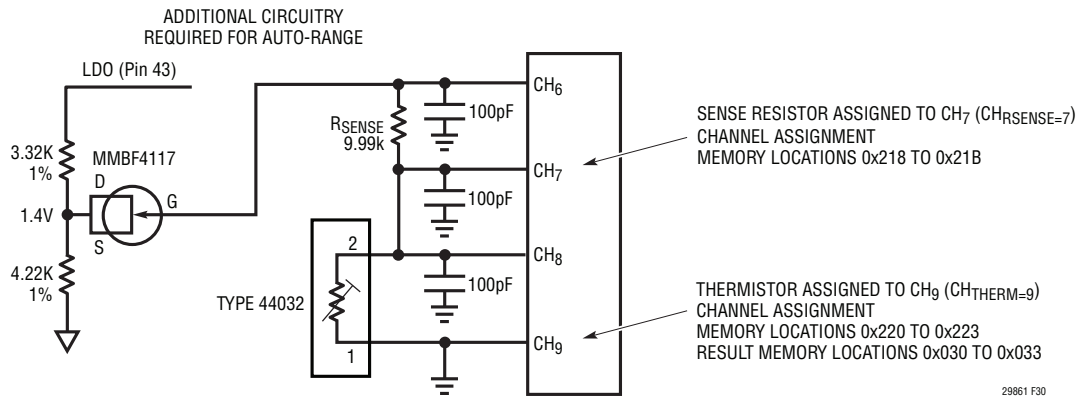 ADDITIONAL CIRCUITRY
REQUIRED FOR AUTO-RANGE
LDO (Pin 43)
3.32K
1%
MMBF4117
D
G
S
1.4V
4.22K
1%
RSENSE
9.99k
100pF
100pF
100pF
TYPE 44032
2
1
CH6
CH7
CH8
CH9
SENSE RESISTOR ASSIGNED TO CH7 (CHRSENSE=7)
CHANNEL ASSIGNMENT
MEMORY LOCATIONS 0x218 TO 0x21B
THERMISTOR ASSIGNED TO CH9 (CHTHERM=9)
CHANNEL ASSIGNMENT
MEMORY LOCATIONS 0x220 TO 0x223
RESULT MEMORY LOCATIONS 0x030 TO 0x033
29861 F30